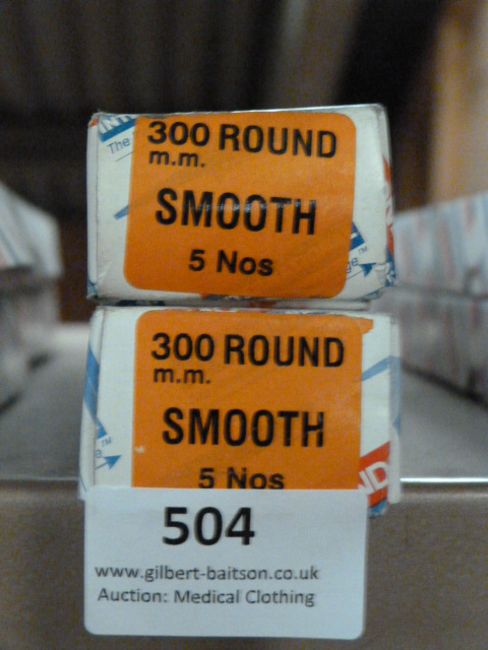 The
300 ROUND
m.m.
SMOOTH
5 Nos
300 ROUND
m.m.
SMOOTH
5 Nos
504
www.gilbert-baitson.co.uk
Auction: Medical Clothing